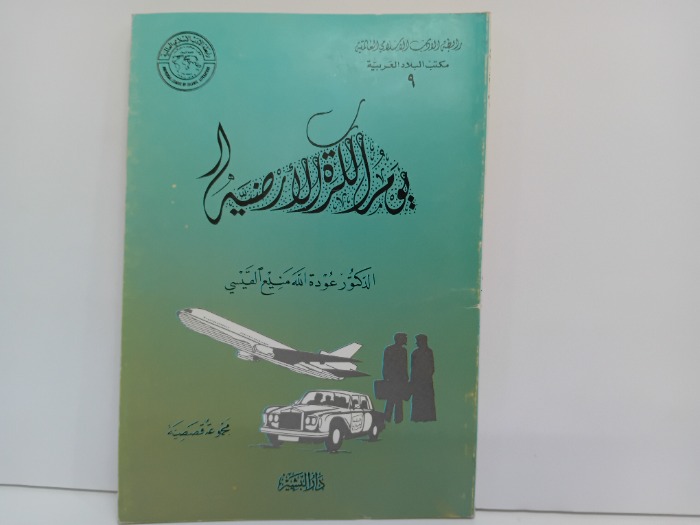 رابطة الأدب الإسلامي العالمية
مكتب البلاد العربية
٩
يوم الكرة الأرضية
الدكتور عودة الله منيع القيسي
مجموعة قصصية
دار البشير